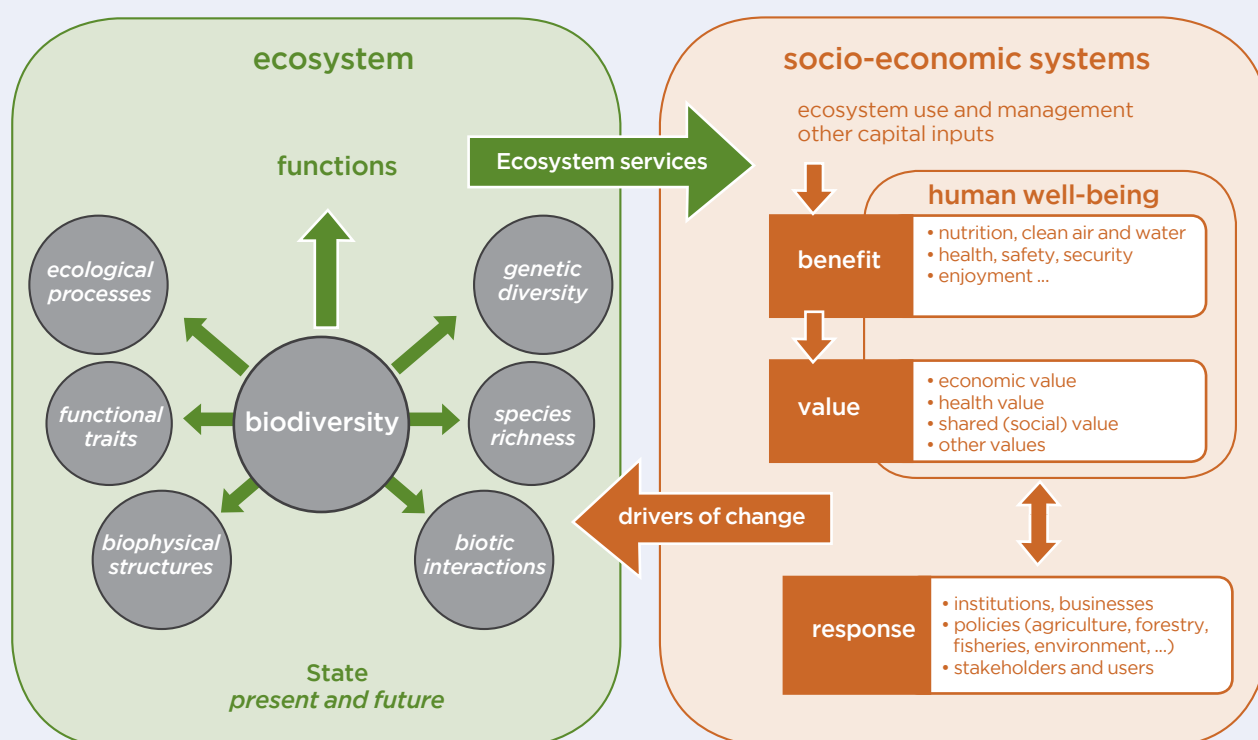 ecosystem
functions
ecological
processes
genetic
diversity
functional
traits
biodiversity
species
richness
biophysical
structures
biotic
interactions
State
present and future
Ecosystem services
drivers of change
socio-economic systems
ecosystem use and management
other capital inputs
human well-being
benefit
• nutrition, clean air and water
• health, safety, security
• enjoyment ...
value
• economic value
• health value
• shared (social) value
• other values
response
• institutions, businesses
• policies (agriculture, forestry,
fisheries, environment, ...)
• stakeholders and users